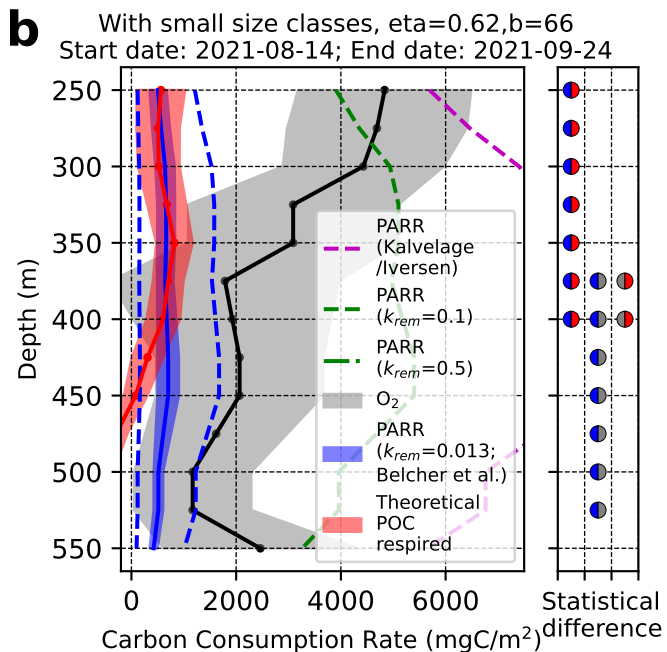 b
With small size classes, eta=0.62,b=66
Start date: 2021-08-14; End date: 2021-09-24
250
300
350
400
450
500
550
Depth (m)
PARR
(Kalvelage
/Iversen)
PARR
(k_rem=0.1)
PARR
(k_rem=0.5)
O₂
PARR
(k_rem=0.013;
Belcher et al.)
Theoretical
POC
respired
0 2000 4000 6000
Carbon Consumption Rate (mgC/m²)
Statistical
difference